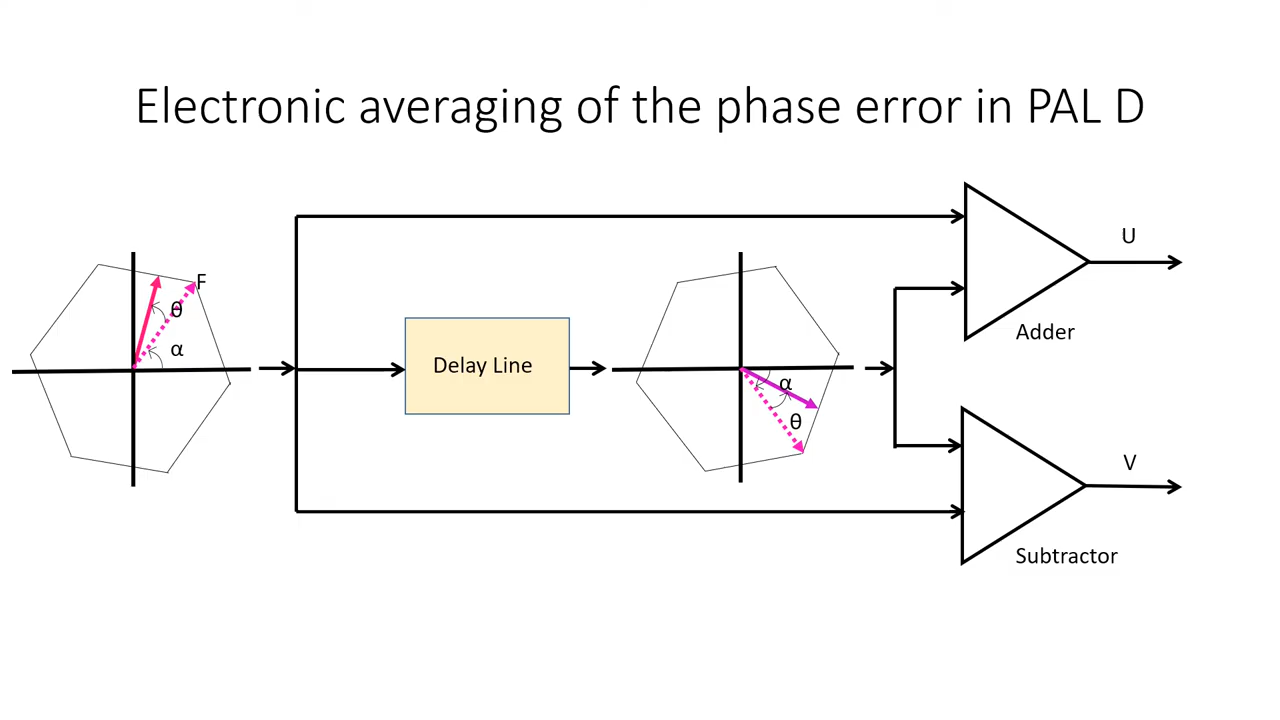 Electronic averaging of the phase error in PAL D
U
F
θ
α
Adder
Delay Line
α
θ
V
Subtractor